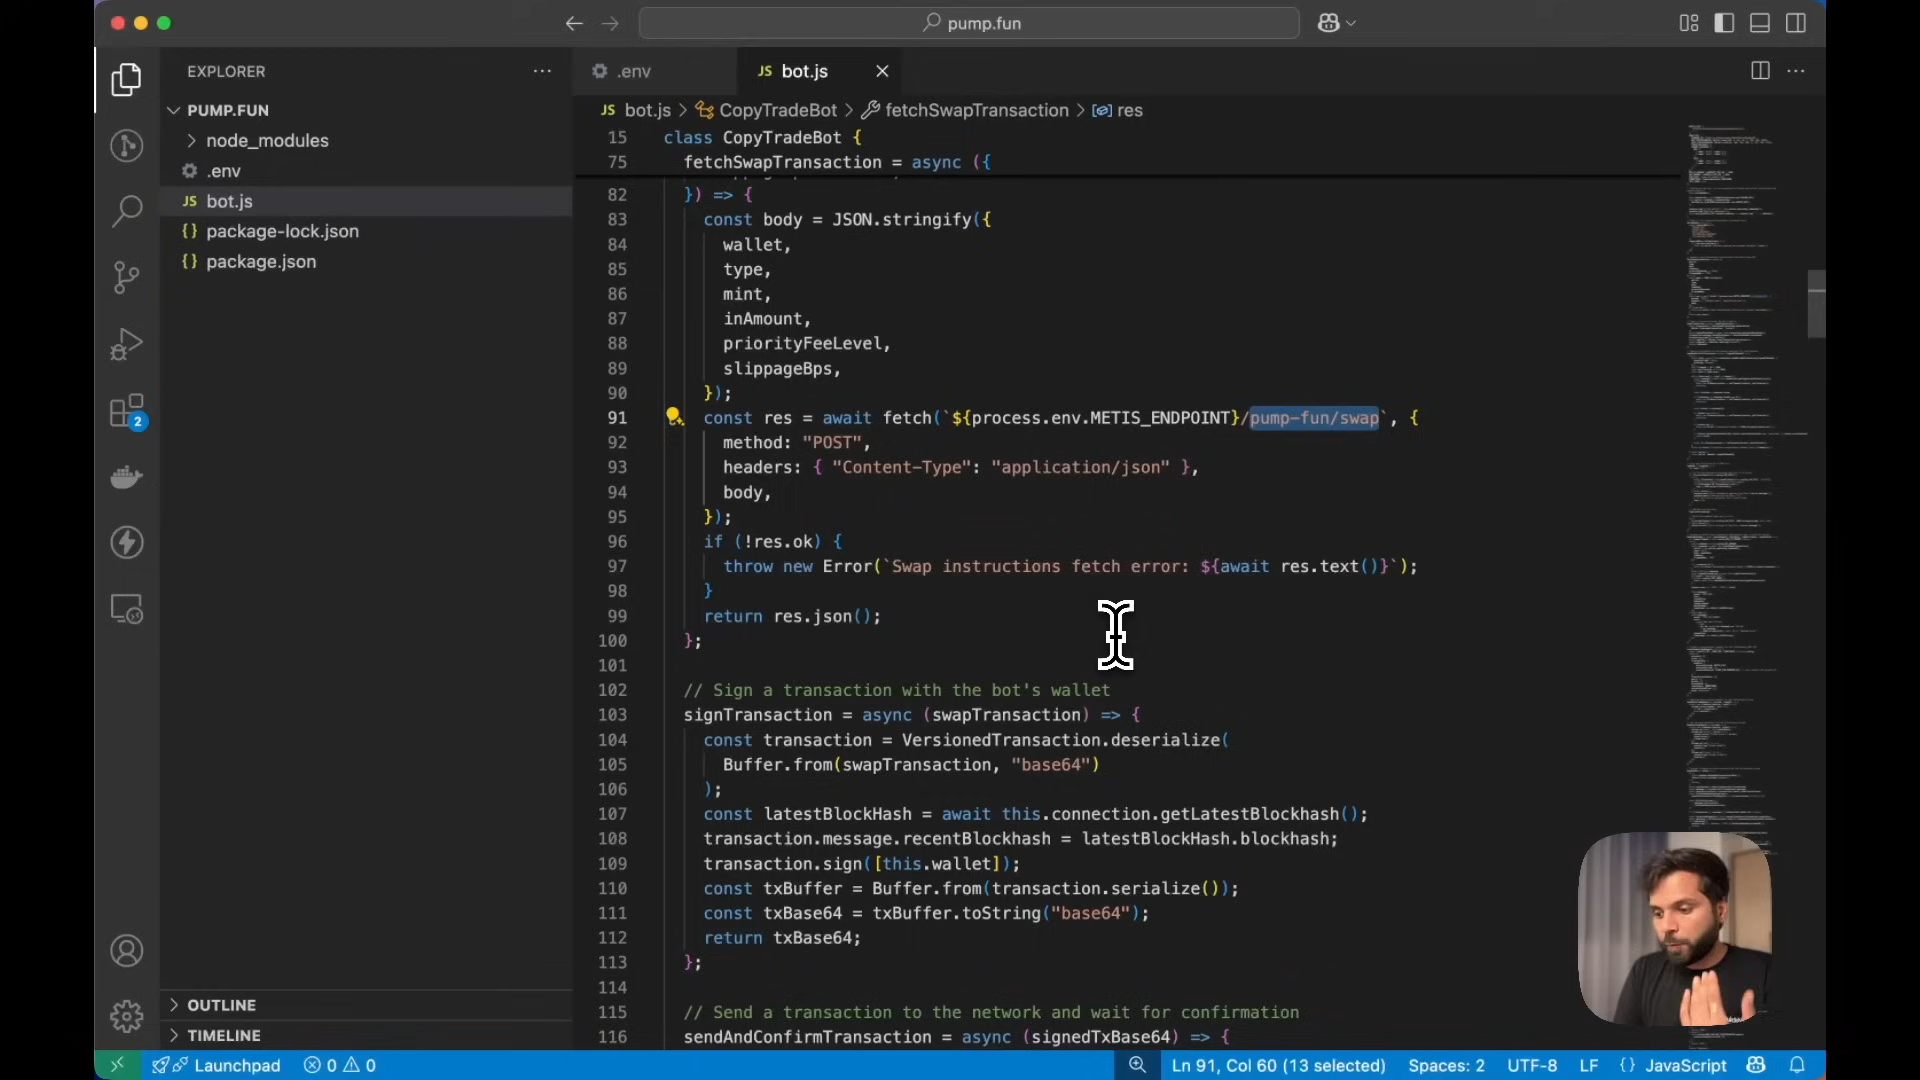 pump.fun
EXPLORER
PUMP.FUN
node_modules
.env
JS bot.js
{} package-lock.json
{} package.json
OUTLINE
TIMELINE
.env
JS bot.js
JS bot.js > CopyTradeBot > fetchSwapTransaction > res
15 class CopyTradeBot {
75 fetchSwapTransaction = async ({
82 }) => {
83 const body = JSON.stringify({
84 wallet,
85 type,
86 mint,
87 inAmount,
88 priorityFeeLevel,
89 slippageBps,
90 });
91 const res = await fetch(`${process.env.METIS_ENDPOINT}/pump-fun/swap`, {
92 method: "POST",
93 headers: { "Content-Type": "application/json" },
94 body,
95 });
96 if (!res.ok) {
97 throw new Error(`Swap instructions fetch error: ${await res.text()}`);
98 }
99 return res.json();
100 };
101
102 // Sign a transaction with the bot's wallet
103 signTransaction = async (swapTransaction) => {
104 const transaction = VersionedTransaction.deserialize(
105 Buffer.from(swapTransaction, "base64")
106 );
107 const latestBlockHash = await this.connection.getLatestBlockhash();
108 transaction.message.recentBlockhash = latestBlockHash.blockhash;
109 transaction.sign([this.wallet]);
110 const txBuffer = Buffer.from(transaction.serialize());
111 const txBase64 = txBuffer.toString("base64");
112 return txBase64;
113 };
114
115 // Send a transaction to the network and wait for confirmation
116 sendAndConfirmTransaction = async (signedTxBase64) => {
2
Launchpad 0 0 Ln 91, Col 60 (13 selected) Spaces: 2 UTF-8 LF {} JavaScript